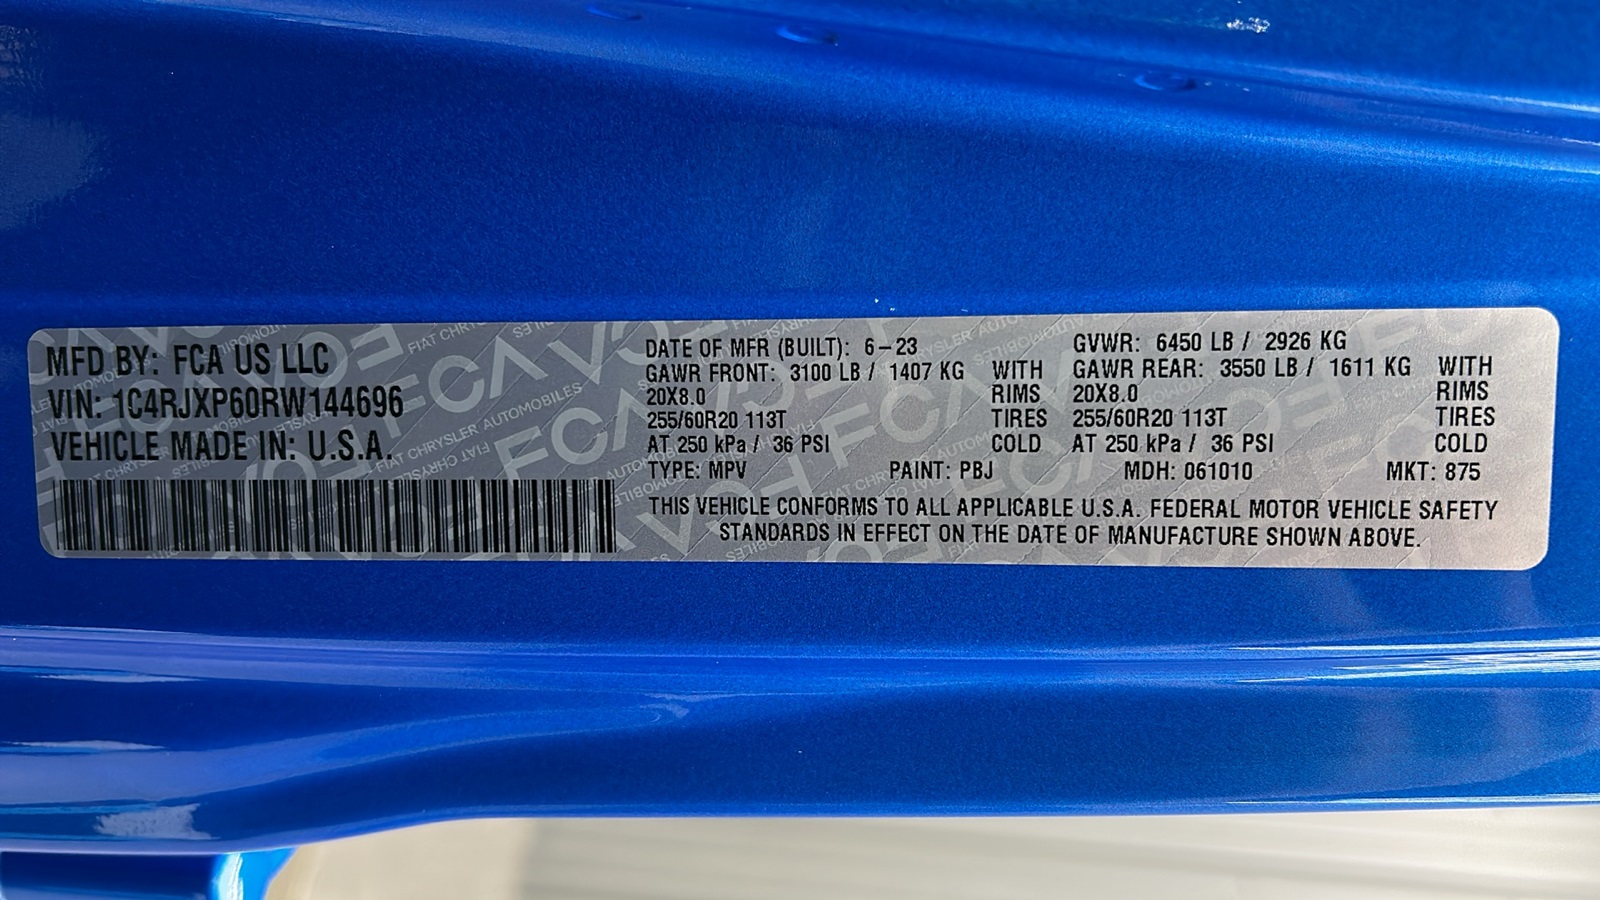 MFD BY: FCA US LLC
VIN: 1C4RJXP60RW144696
VEHICLE MADE IN: U.S.A.
DATE OF MFR (BUILT): 6-23 GVWR: 6450 LB / 2926 KG
GAWR FRONT: 3100 LB / 1407 KG WITH GAWR REAR: 3550 LB / 1611 KG WITH
20X8.0 RIMS 20X8.0 RIMS
255/60R20 113T TIRES 255/60R20 113T TIRES
AT 250 kPa / 36 PSI COLD AT 250 kPa / 36 PSI COLD
TYPE: MPV PAINT: PBJ MDH: 061010 MKT: 875
THIS VEHICLE CONFORMS TO ALL APPLICABLE U.S.A. FEDERAL MOTOR VEHICLE SAFETY
STANDARDS IN EFFECT ON THE DATE OF MANUFACTURE SHOWN ABOVE.